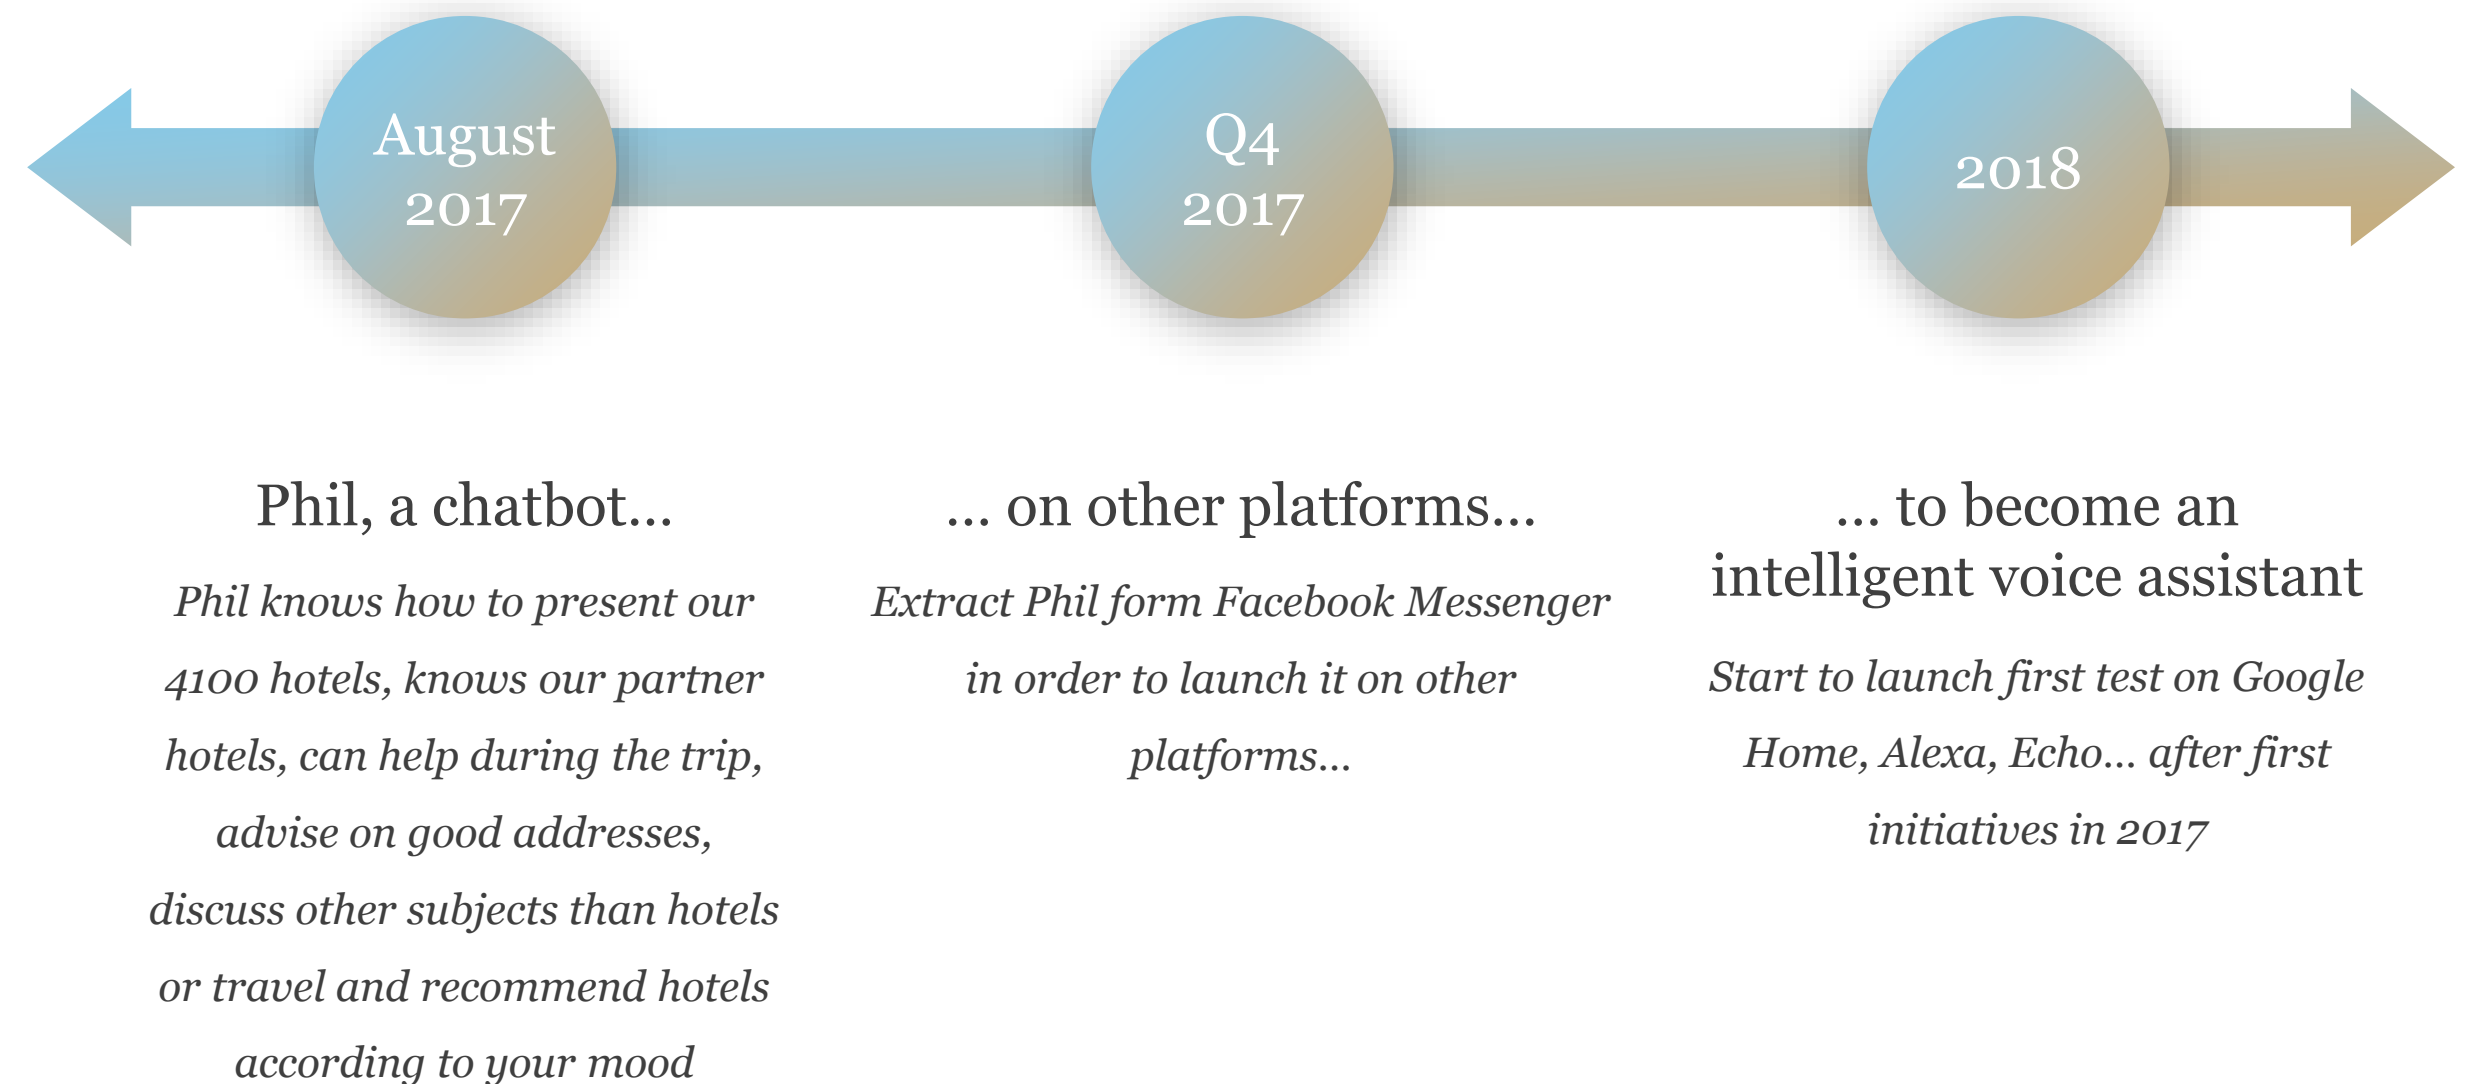 August
2017
Q4
2017
2018
Phil, a chatbot...
Phil knows how to present our
4100 hotels, knows our partner
hotels, can help during the trip,
advise on good addresses,
discuss other subjects than hotels
or travel and recommend hotels
according to your mood
... on other platforms...
Extract Phil form Facebook Messenger
in order to launch it on other
platforms...
... to become an
intelligent voice assistant
Start to launch first test on Google
Home, Alexa, Echo... after first
initiatives in 2017